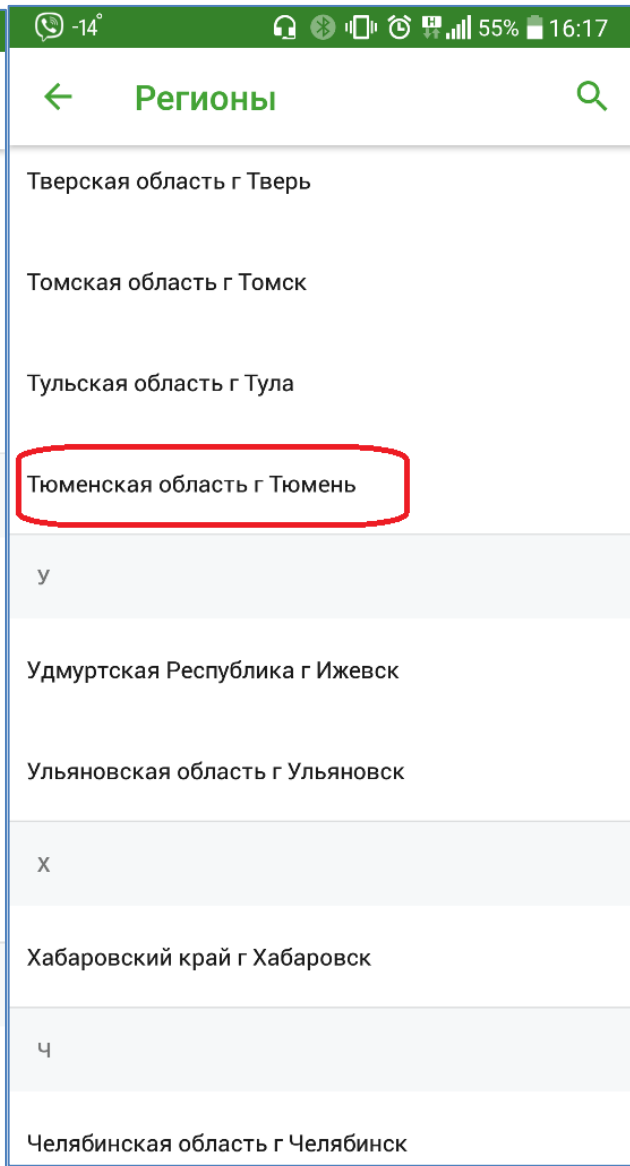 -14° 55% 16:17
Регионы
Тверская область г Тверь
Томская область г Томск
Тульская область г Тула
Тюменская область г Тюмень
У
Удмуртская Республика г Ижевск
Ульяновская область г Ульяновск
Х
Хабаровский край г Хабаровск
Ч
Челябинская область г Челябинск